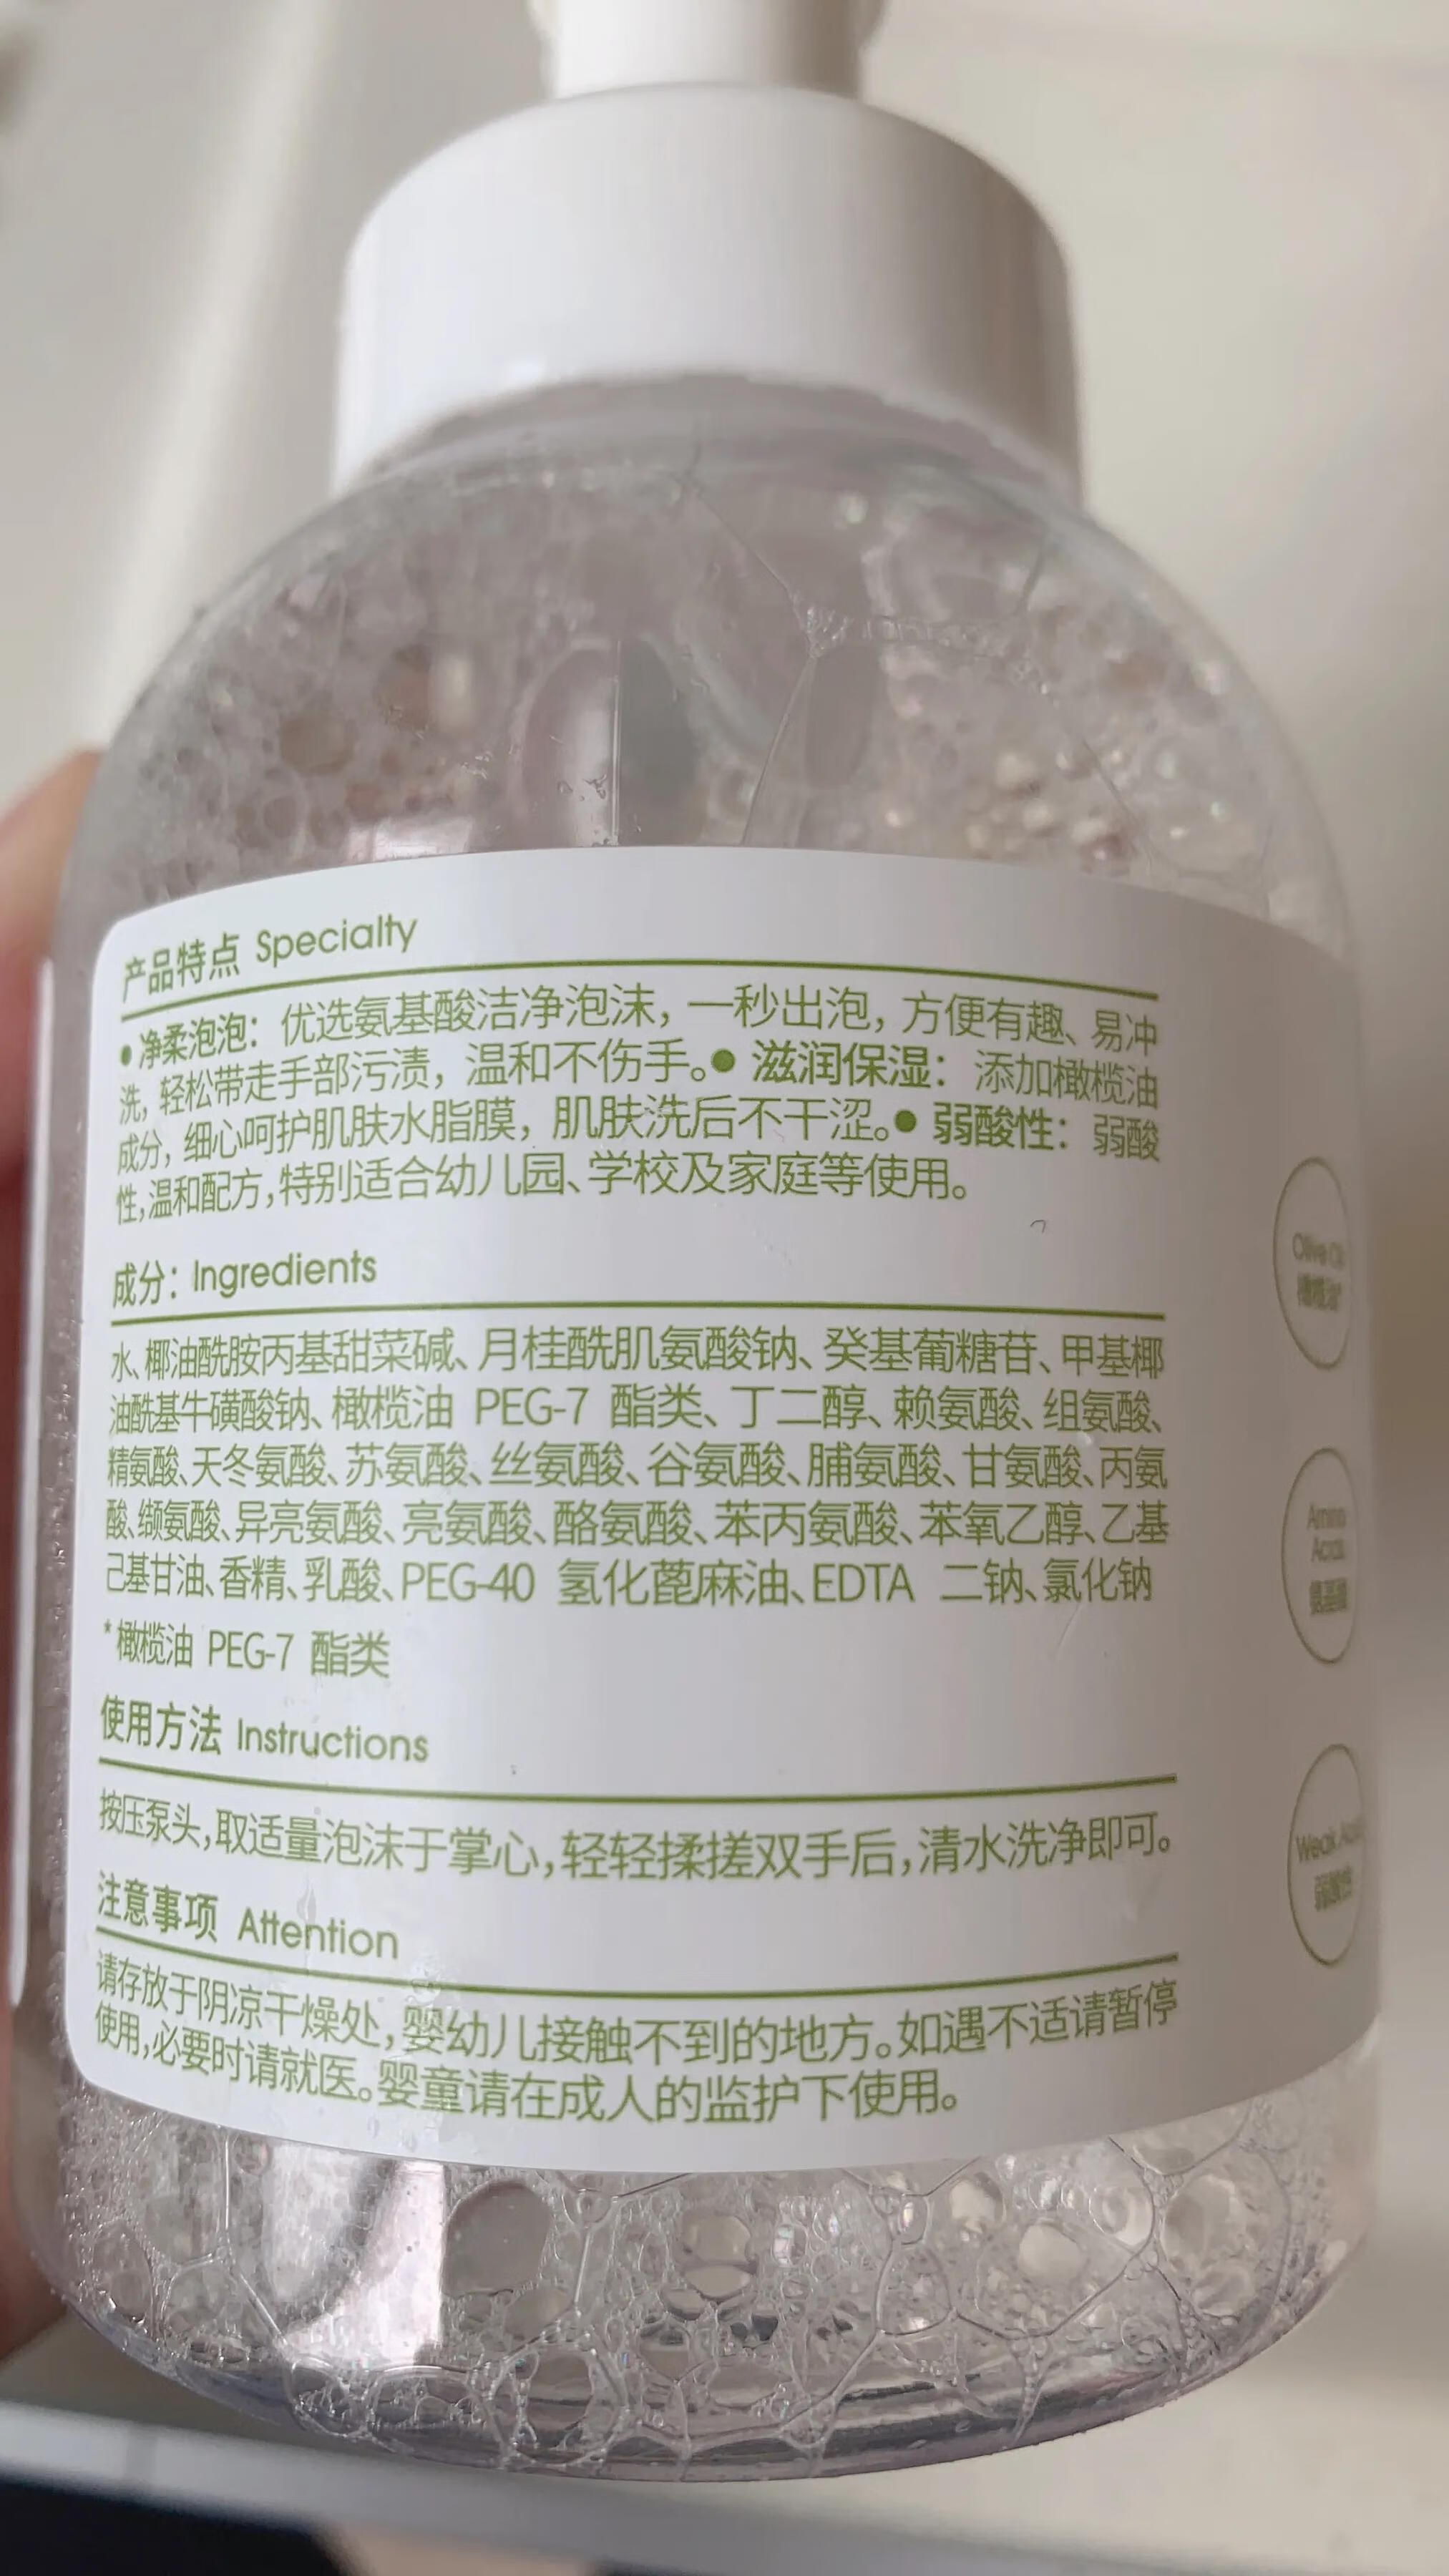 产品特点 Specialty
● 净柔泡泡：优选氨基酸洁净泡沫，一秒出泡，方便有趣、易冲
洗，轻松带走手部污渍，温和不伤手。● 滋润保湿：添加橄榄油
成分，细心呵护肌肤水脂膜，肌肤洗后不干涩。● 弱酸性：弱酸
性，温和配方，特别适合幼儿园、学校及家庭等使用。
成分：Ingredients
水、椰油酰胺丙基甜菜碱、月桂酰肌氨酸钠、癸基葡糖苷、甲基椰
油酰基牛磺酸钠、橄榄油 PEG-7 酯类、丁二醇、赖氨酸、组氨酸、
精氨酸、天冬氨酸、苏氨酸、丝氨酸、谷氨酸、脯氨酸、甘氨酸、丙氨
酸、缬氨酸、异亮氨酸、亮氨酸、酪氨酸、苯丙氨酸、苯氧乙醇、乙基
己基甘油、香精、乳酸、PEG-40 氢化蓖麻油、EDTA 二钠、氯化钠
*橄榄油 PEG-7 酯类
使用方法 Instructions
按压泵头，取适量泡沫于掌心，轻轻揉搓双手后，清水洗净即可。
注意事项 Attention
请存放于阴凉干燥处，婴幼儿接触不到的地方。如遇不适请暂停
使用，必要时请就医。婴童请在成人的监护下使用。
Olive Oil
橄榄油*
Amino
Acids
氨基酸
Weak Acid
弱酸性